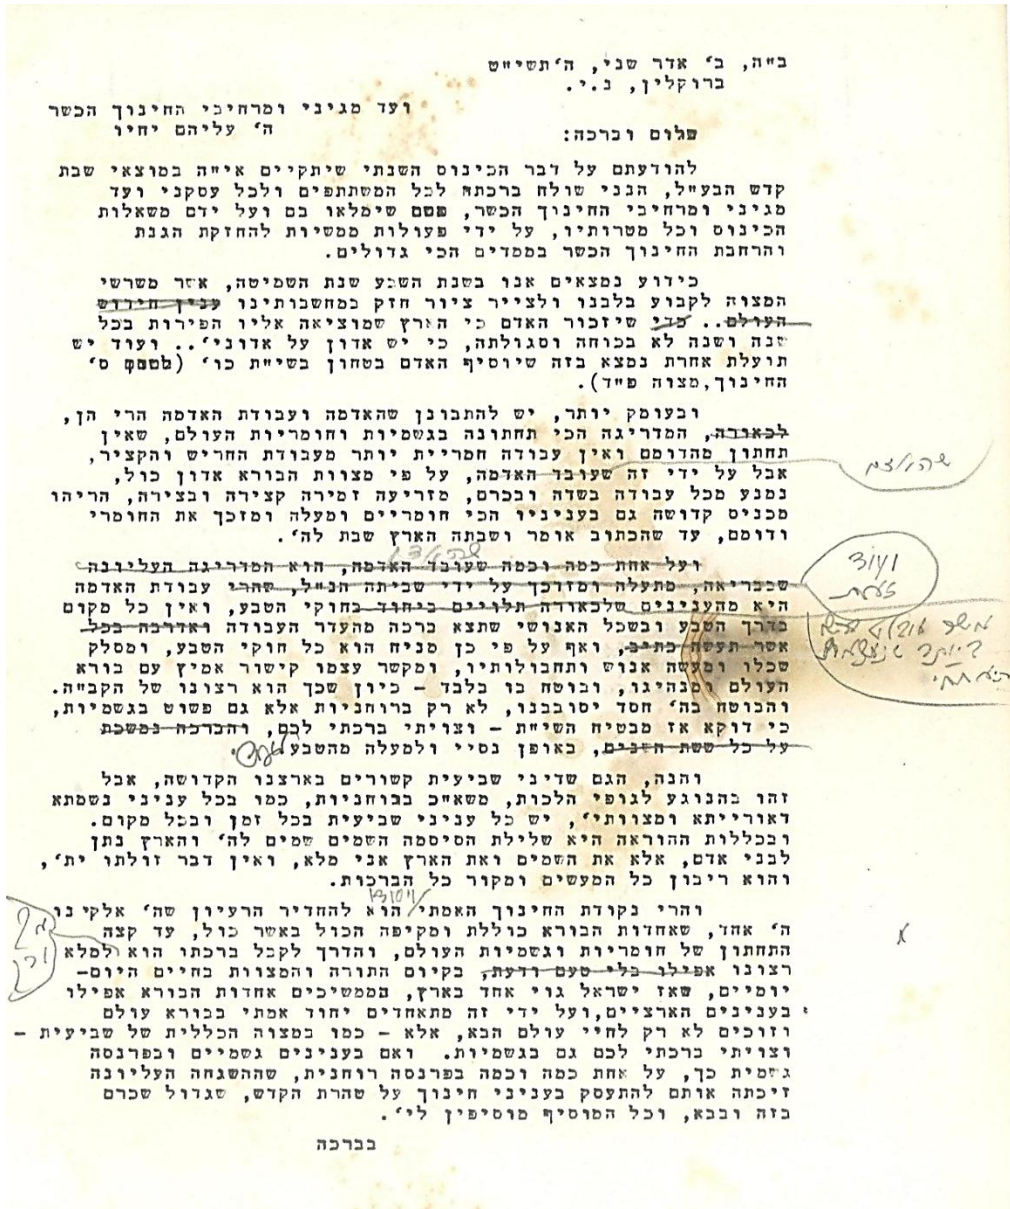 ב"ה, ב' אדר שני, ה'תשי"ט
ברוקלין, נ.י.
ועד מגיני ומרחיבי החינוך הכשר
ה' עליהם יחיו
שלום וברכה:
להודעתם על דבר הכינוס השנתי שיתקיים אי"ה במוצאי שבת
קדש הבע"ל, הנני שולח ברכתי לכל המשתתפים ולכל עסקני ועד
מגיני ומרחיבי החינוך הכשר, שימלאו בם ועל ידם משאלות
הכינוס וכל מטרותיו, על ידי פעולות ממשיות להחזקת הגנת
והרחבת החינוך הכשר בממדים הכי גדולים.
כידוע נמצאים אנו בשנת השבע שנת השמיטה, אשר משרשי
המצוה לקבוע בלבנו ולצייר ציור חזק במחשבותינו ענין חידוש
העולם.. כדי שיזכור האדם כי הארץ שמוציאה אליו הפירות בכל
שנה ושנה לא בכוחה וסגולתה, כי יש אדון על אדוני'.. ועוד יש
תועלת אחרת נמצא בזה שיוסיף האדם בטחון בשי"ת כו' ( ס'
החינוך,מצוה פ"ד).
ובעומק יותר, יש להתבונן שהאדמה ועבודת האדמה הרי הן,
לכאורה, המדריגה הכי תחתונה בגשמיות וחומריות העולם, שאין
תחתון מהדומם ואין עבודה חמריית יותר מעבודת החריש והקציר,
אבל על ידי זה שעובד האדמה, על פי מצוות הבורא אדון כול,
שהאדם
נמנע מכל עבודה בשדה ובכרם, מזריעה זמירה קצירה ובצירה, הריהו
מכניס קדושה גם בעניניו הכי חומריים ומעלה ומזכך את החומרי
ודומם, עד שהכתוב אומר ושבתה הארץ שבת לה'.
ועל אחת כמה וכמה שעובד האדמה, הוא המדריגה העליונה
שבבריאה, מתעלה ומזדכך על ידי שביתה הנ"ל, שהרי עבודת האדמה
ועוד
היא מהענינים שלכאורה תלויים ביחוד בחוקי הטבע, ואין כל מקום
בדרך הטבע ובשכל האנושי שתצא ברכה מהעדר העבודה ואדרבה בכל
אשר תעשה כתיב, ואף על פי כן מניח הוא כל חוקי הטבע, ומסלק
שכלו ומעשה אנוש ותחבולותיו, ומקשר עצמו קישור אמיץ עם בורא
העולם ומנהיגו, ובוטח בו בלבד - כיון שכך הוא רצונו של הקב"ה.
והבוטח בה' חסד יסובבנו, לא רק ברוחניות אלא גם פשוט בגשמיות,
כי דוקא אז מבטיח השי"ת - וצויתי ברכתי לכם, והברכה נמשכת
על כל ששת השנים, באופן נסיי ולמעלה מהטבע
והנה, הגם שדיני שביעית קשורים בארצנו הקדושה, אבל
זהו בהנוגע לגופי הלכות, משא"כ ברוחניות, כמו בכל עניני נשמתא
דאורייתא ומצוותי', יש כל עניני שביעית בכל זמן ובכל מקום.
ובכללות ההוראה היא שלילת הסיסמה השמים שמים לה' והארץ נתן
לבני אדם, אלא את השמים ואת הארץ אני מלא, ואין דבר זולתו ית',
והוא ריבון כל המעשים ומקור כל הברכות.
והרי נקודת החינוך האמתי הוא להחדיר הרעיון שה' אלקינו
ה' אחד, שאחדות הבורא כוללת ומקיפה הכול באשר כול, עד קצה
התחתון של חומריות וגשמיות העולם, והדרך לקבל ברכתו הוא למלא
רצונו אפילו בלי טעם ודעת, בקיום התורה והמצוות בחיים היום-
יומיים, שאז ישראל גוי אחד בארץ, הממשיכים אחדות הבורא אפילו
בענינים הארציים,ועל ידי זה מתאחדים יחוד אמתי בבורא עולם
וזוכים לא רק לחיי עולם הבא, אלא - כמו במצוה הכללית של שביעית -
וצויתי ברכתי לכם גם בגשמיות. ואם בענינים גשמיים ובפרנסה
גשמית כך, על אחת כמה וכמה בפרנסה רוחנית, שההשגחה העליונה
זיכתה אותם להתעסק בעניני חינוך על טהרת הקדש, שגדול שכרם
בזה ובבא, וכל המוסיף מוסיפין לי'.
בברכה